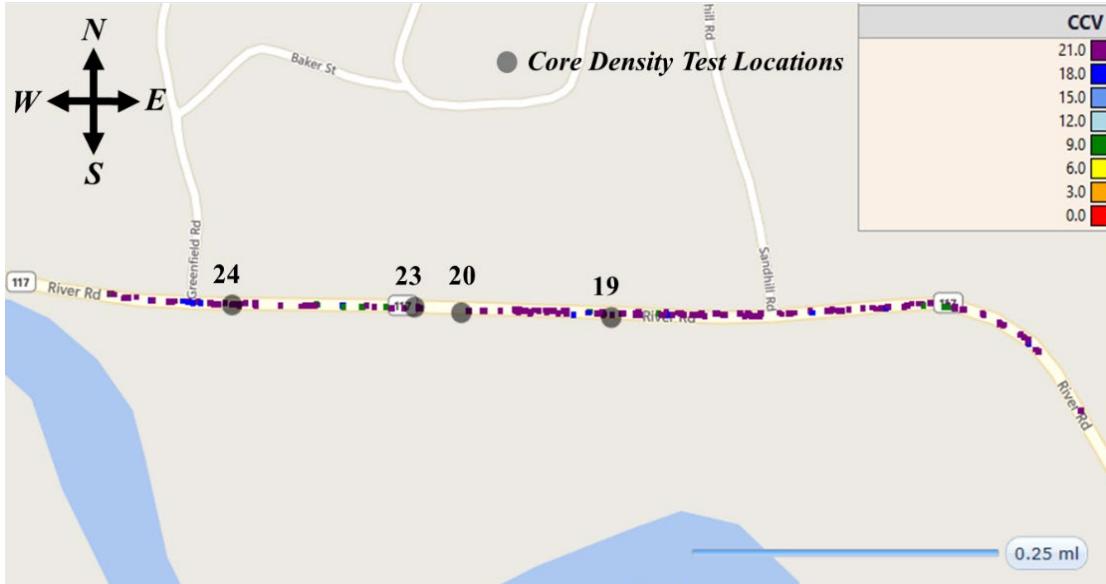 N
W E
S
hill Rd
Baker St
Core Density Test Locations
CCV
21.0
18.0
15.0
12.0
9.0
6.0
3.0
0.0
Greenfield Rd
Sandhill Rd
24
23
20
19
117
River Rd
117
River Rd
117
River Rd
0.25 ml